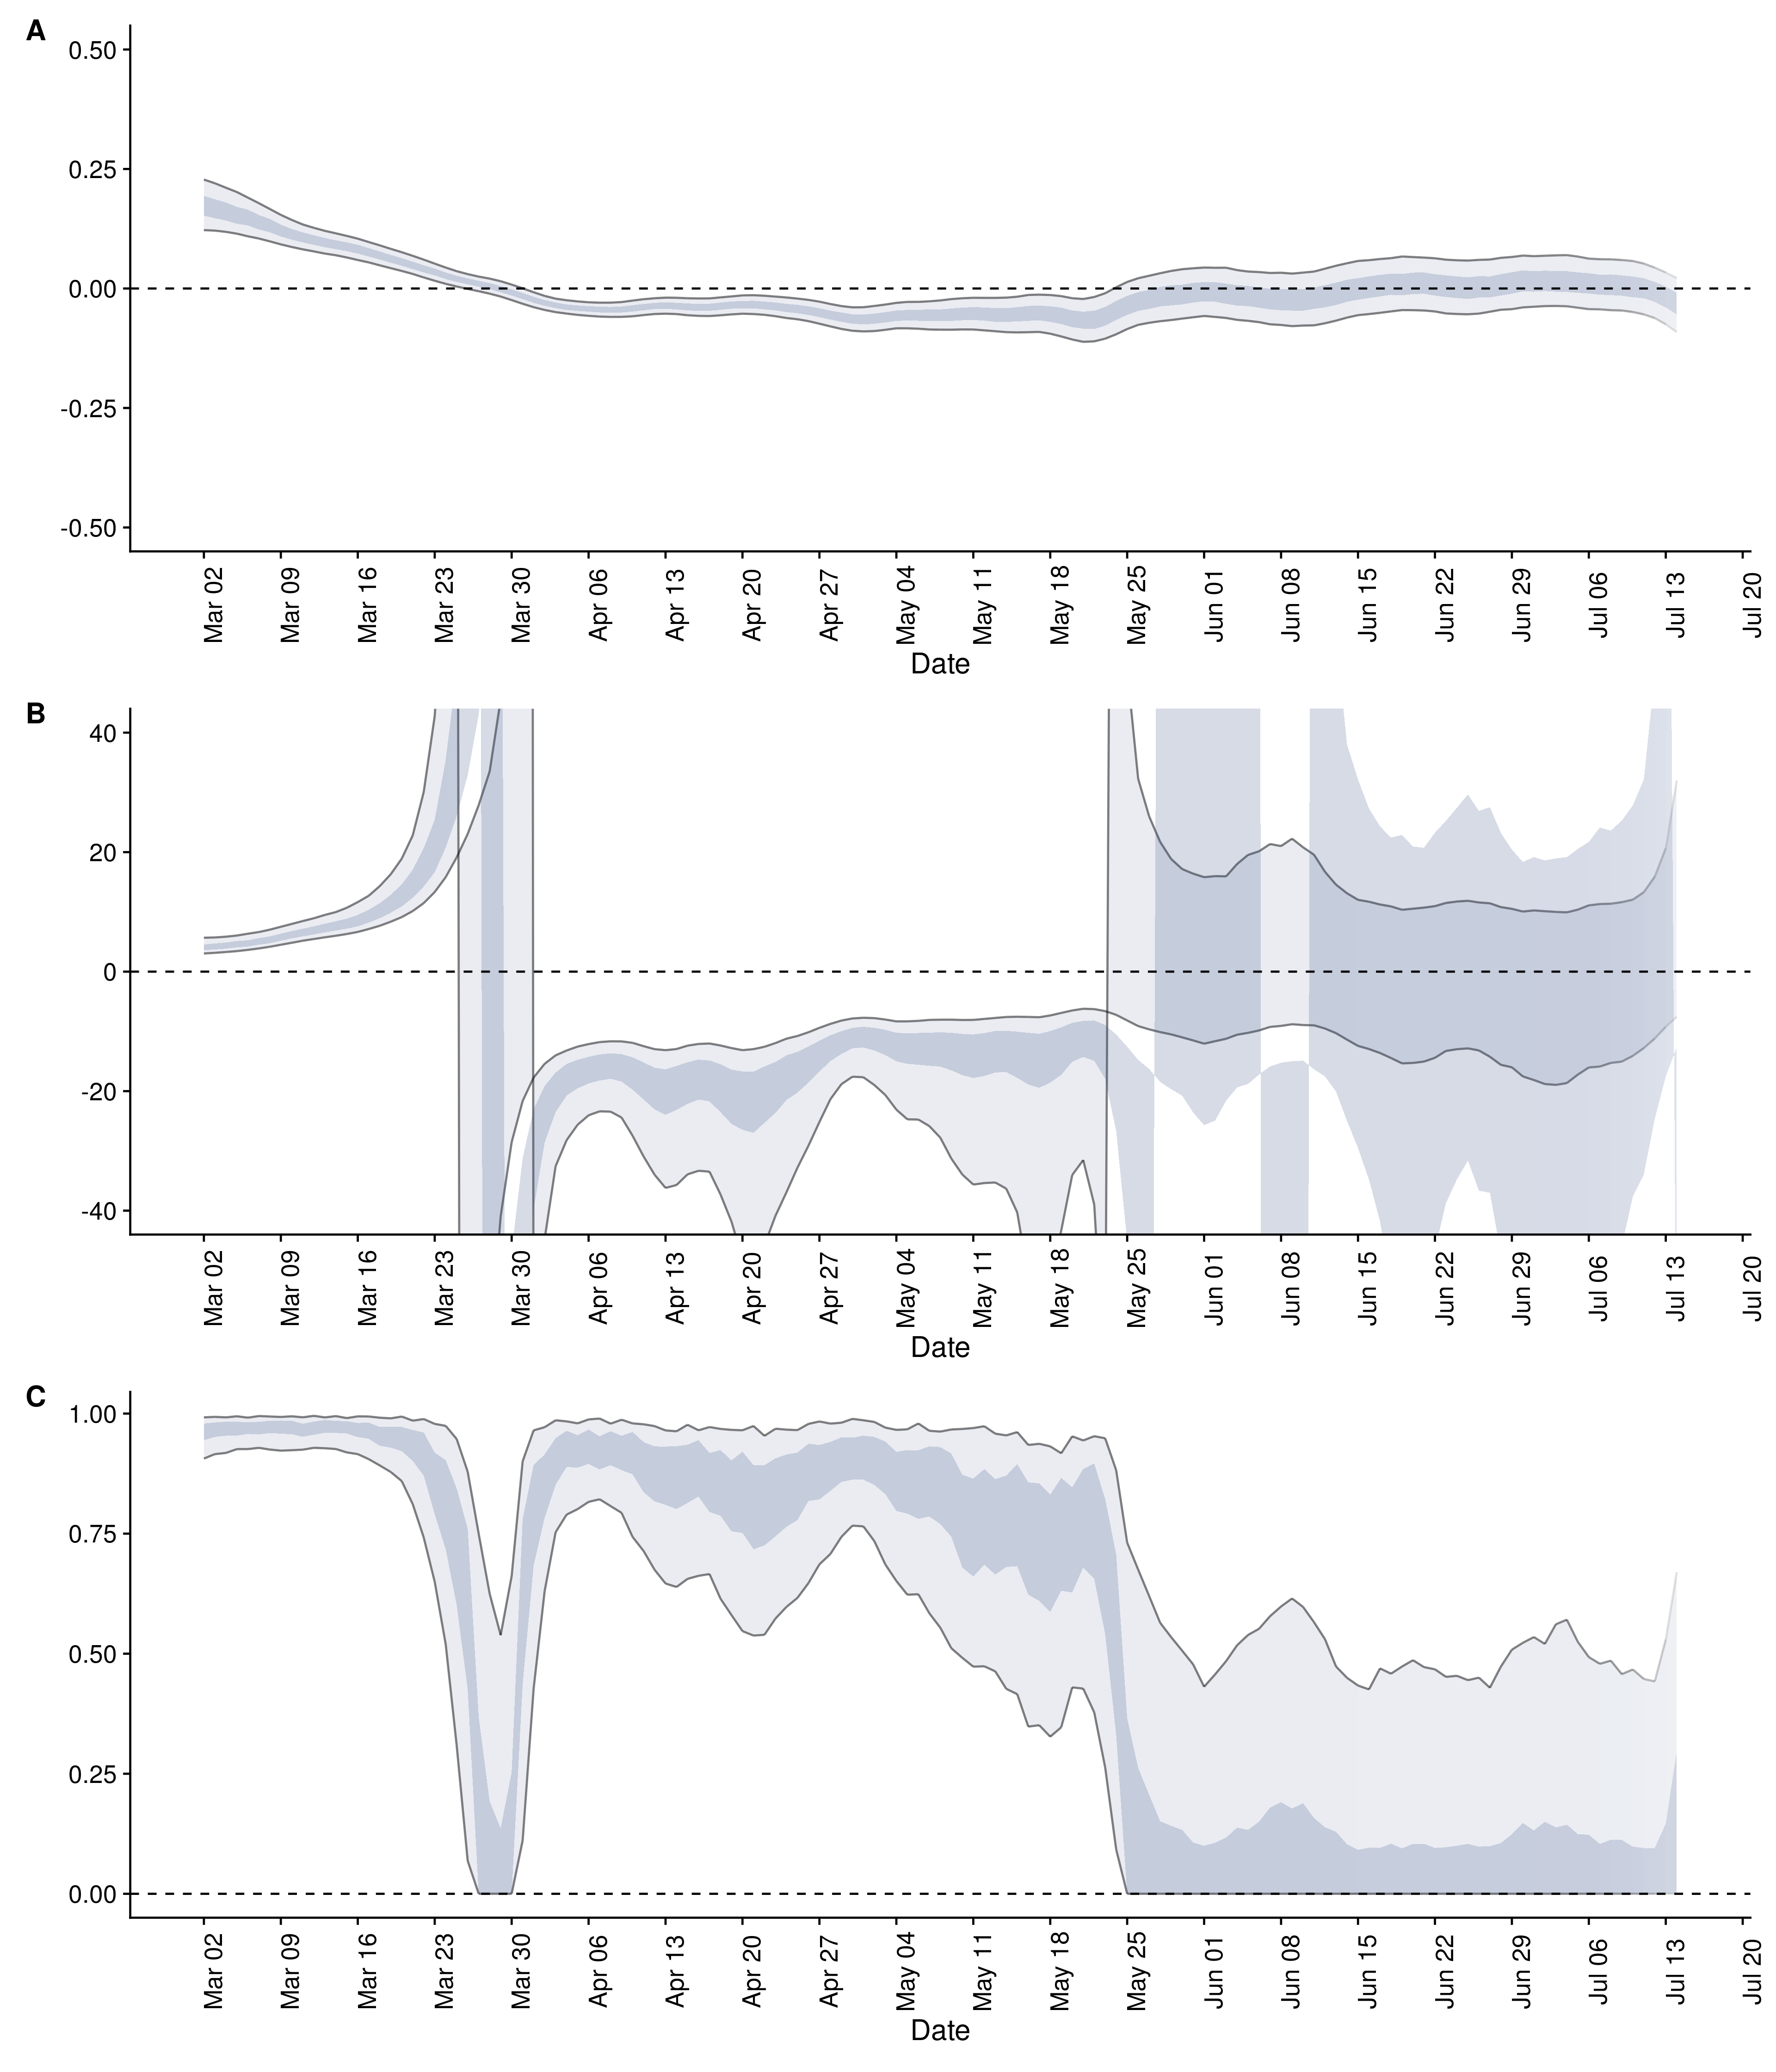 A
0.50
0.25
0.00
-0.25
-0.50
Mar 02
Mar 09
Mar 16
Mar 23
Mar 30
Apr 06
Apr 13
Apr 20
Apr 27
May 04
May 11
May 18
May 25
Jun 01
Jun 08
Jun 15
Jun 22
Jun 29
Jul 06
Jul 13
Jul 20
Date
B
40
20
0
-20
-40
Mar 02
Mar 09
Mar 16
Mar 23
Mar 30
Apr 06
Apr 13
Apr 20
Apr 27
May 04
May 11
May 18
May 25
Jun 01
Jun 08
Jun 15
Jun 22
Jun 29
Jul 06
Jul 13
Jul 20
Date
C
1.00
0.75
0.50
0.25
0.00
Mar 02
Mar 09
Mar 16
Mar 23
Mar 30
Apr 06
Apr 13
Apr 20
Apr 27
May 04
May 11
May 18
May 25
Jun 01
Jun 08
Jun 15
Jun 22
Jun 29
Jul 06
Jul 13
Jul 20
Date